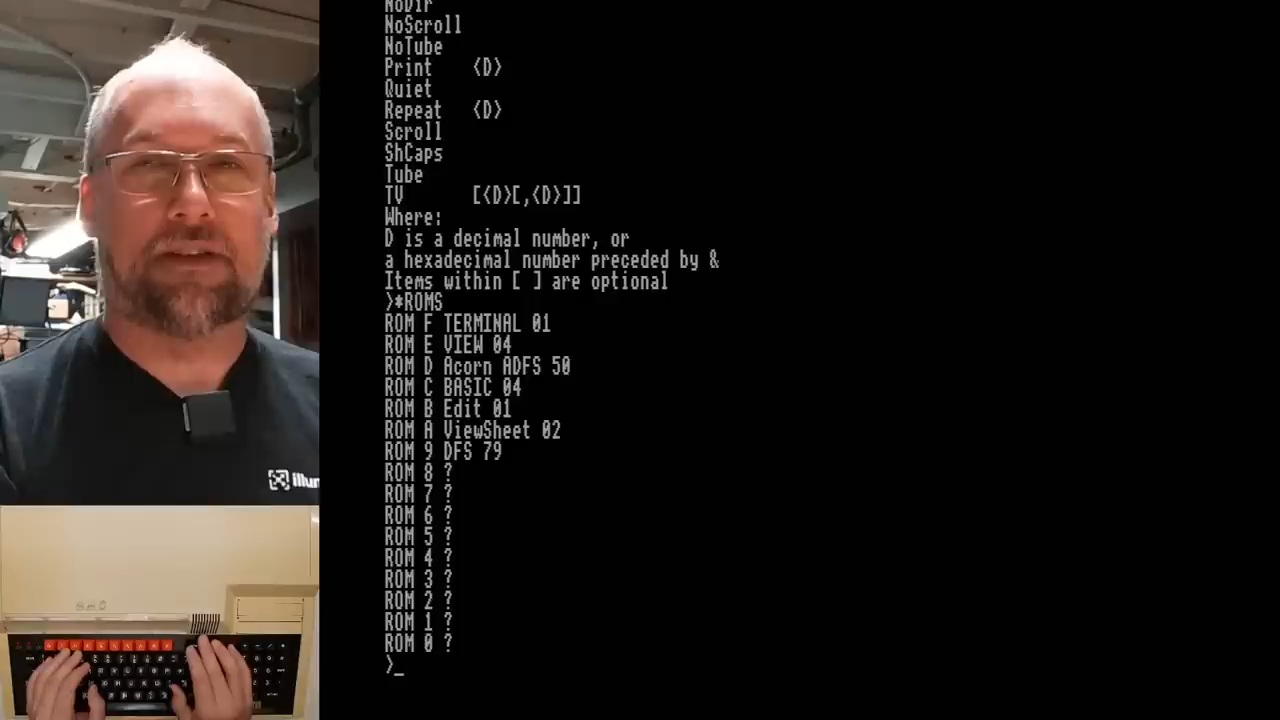 NoDir
NoScroll
NoTube
Print <D>
Quiet
Repeat <D>
Scroll
ShCaps
Tube
TV [<D>[,<D>]]
Where:
D is a decimal number, or
a hexadecimal number preceded by &
Items within [ ] are optional
>*ROMS
ROM F TERMINAL 01
ROM E VIEW 04
ROM D Acorn ADFS 50
ROM C BASIC 04
ROM B Edit 01
ROM A ViewSheet 02
ROM 9 DFS 79
ROM 8 ?
ROM 7 ?
ROM 6 ?
ROM 5 ?
ROM 4 ?
ROM 3 ?
ROM 2 ?
ROM 1 ?
ROM 0 ?
>_
illum